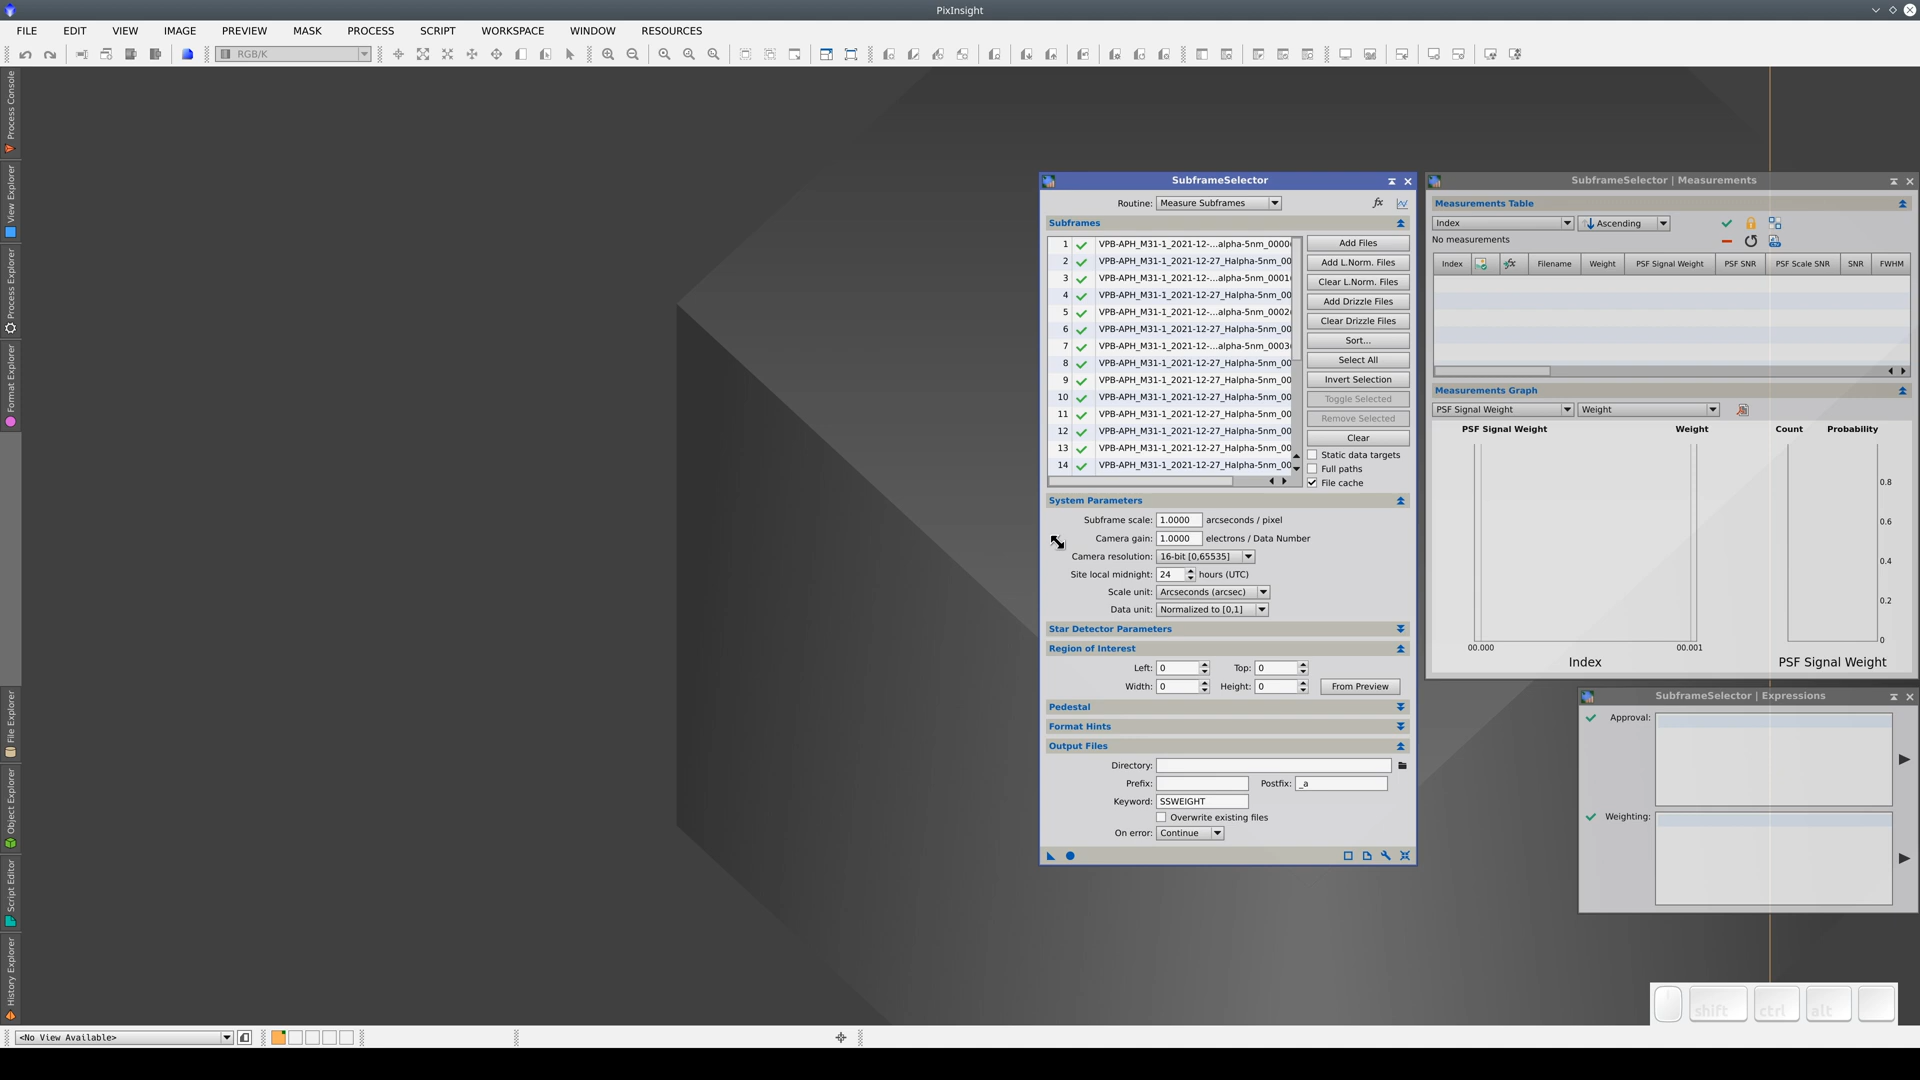 PixInsight
FILE EDIT VIEW IMAGE PREVIEW MASK PROCESS SCRIPT WORKSPACE WINDOW RESOURCES
RGB/K
Process Console
View Explorer
Process Explorer
Format Explorer
File Explorer
Object Explorer
Script Editor
History Explorer
SubframeSelector
Routine: Measure Subframes
Subframes
1 VPB-APH_M31-1_2021-12-...alpha-5nm_0000
2 VPB-APH_M31-1_2021-12-27_Halpha-5nm_00
3 VPB-APH_M31-1_2021-12-...alpha-5nm_0001
4 VPB-APH_M31-1_2021-12-27_Halpha-5nm_00
5 VPB-APH_M31-1_2021-12-...alpha-5nm_0002
6 VPB-APH_M31-1_2021-12-27_Halpha-5nm_00
7 VPB-APH_M31-1_2021-12-...alpha-5nm_0003
8 VPB-APH_M31-1_2021-12-27_Halpha-5nm_00
9 VPB-APH_M31-1_2021-12-27_Halpha-5nm_00
10 VPB-APH_M31-1_2021-12-27_Halpha-5nm_00
11 VPB-APH_M31-1_2021-12-27_Halpha-5nm_00
12 VPB-APH_M31-1_2021-12-27_Halpha-5nm_00
13 VPB-APH_M31-1_2021-12-27_Halpha-5nm_00
14 VPB-APH_M31-1_2021-12-27_Halpha-5nm_00
Add Files
Add L.Norm. Files
Clear L.Norm. Files
Add Drizzle Files
Clear Drizzle Files
Sort...
Select All
Invert Selection
Toggle Selected
Remove Selected
Clear
Static data targets
Full paths
File cache
System Parameters
Subframe scale: 1.0000 arcseconds / pixel
Camera gain: 1.0000 electrons / Data Number
Camera resolution: 16-bit [0,65535]
Site local midnight: 24 hours (UTC)
Scale unit: Arcseconds (arcsec)
Data unit: Normalized to [0,1]
Star Detector Parameters
Region of Interest
Left: 0 Top: 0
Width: 0 Height: 0 From Preview
Pedestal
Format Hints
Output Files
Directory:
Prefix: Postfix: _a
Keyword: SSWEIGHT
Overwrite existing files
On error: Continue
SubframeSelector | Measurements
Measurements Table
Index Ascending
No measurements
Index Filename Weight PSF Signal Weight PSF SNR PSF Scale SNR SNR FWHM
Measurements Graph
PSF Signal Weight Weight
PSF Signal Weight Weight Count Probability
0.8
0.6
0.4
0.2
0
00.000 00.001
Index PSF Signal Weight
SubframeSelector | Expressions
Approval:
Weighting:
shift ctrl alt
<No View Available>